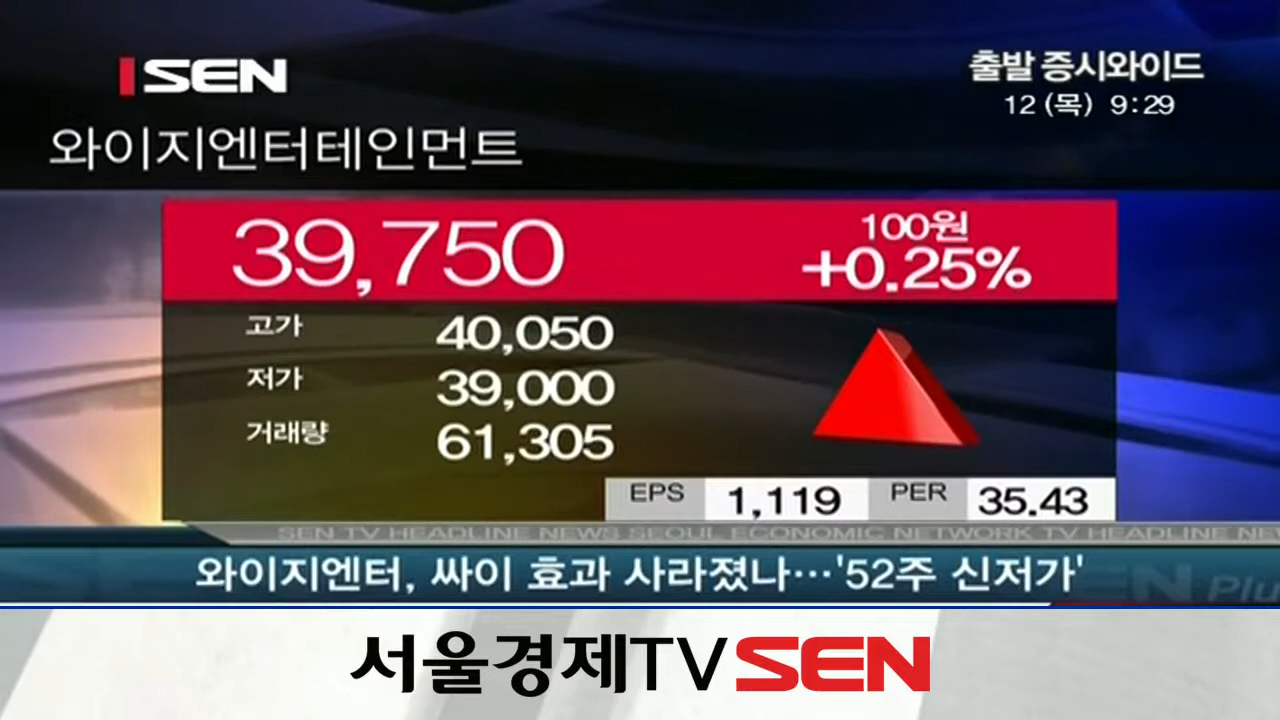 SEN
출발 증시와이드
12 (목) 9:29
와이지엔터테인먼트
39,750
100원
+0.25%
고가 40,050
저가 39,000
거래량 61,305
EPS 1,119 PER 35.43
SEN TV HEADLINE NEWS SEOUL ECONOMIC NETWORK TV HEADLINE NE
와이지엔터, 싸이 효과 사라졌나…'52주 신저가'
EN Plu
서울경제TV SEN